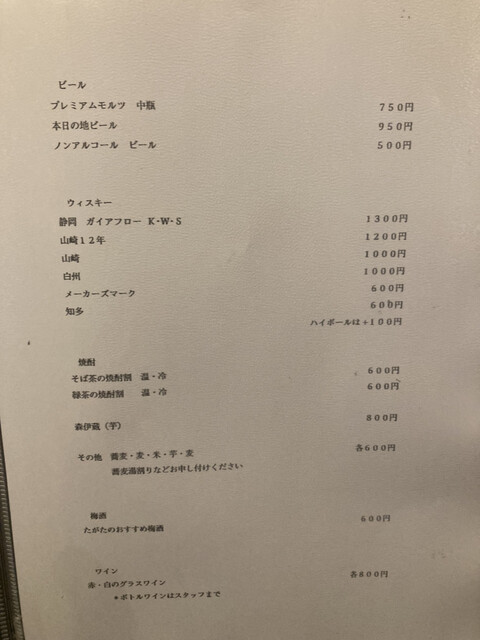 ビール
プレミアムモルツ　中瓶　750円
本日の地ビール　950円
ノンアルコール　ビール　500円
ウィスキー
静岡　ガイアフロー　K・W・S　1300円
山崎12年　1200円
山崎　1000円
白州　1000円
メーカーズマーク　600円
知多　600円
ハイボールは+100円
焼酎
そば茶の焼酎割　温・冷　600円
緑茶の焼酎割　温・冷　600円
森伊蔵（芋）　800円
その他　蕎麦・麦・米・芋・麦　各600円
蕎麦湯割りなどお申し付けください
梅酒
たがたのおすすめ梅酒　600円
ワイン
赤・白のグラスワイン　各800円
＊ボトルワインはスタッフまで